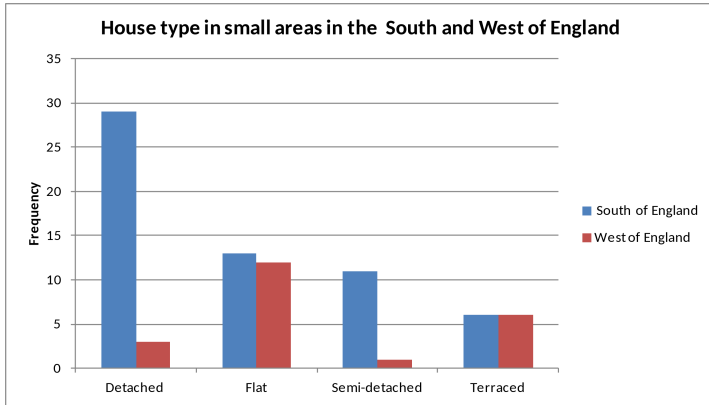 House type in small areas in the South and West of England
35
30
25
20
15
10
5
0
Frequency
Detached
Flat
Semi-detached
Terraced
South of England
West of England